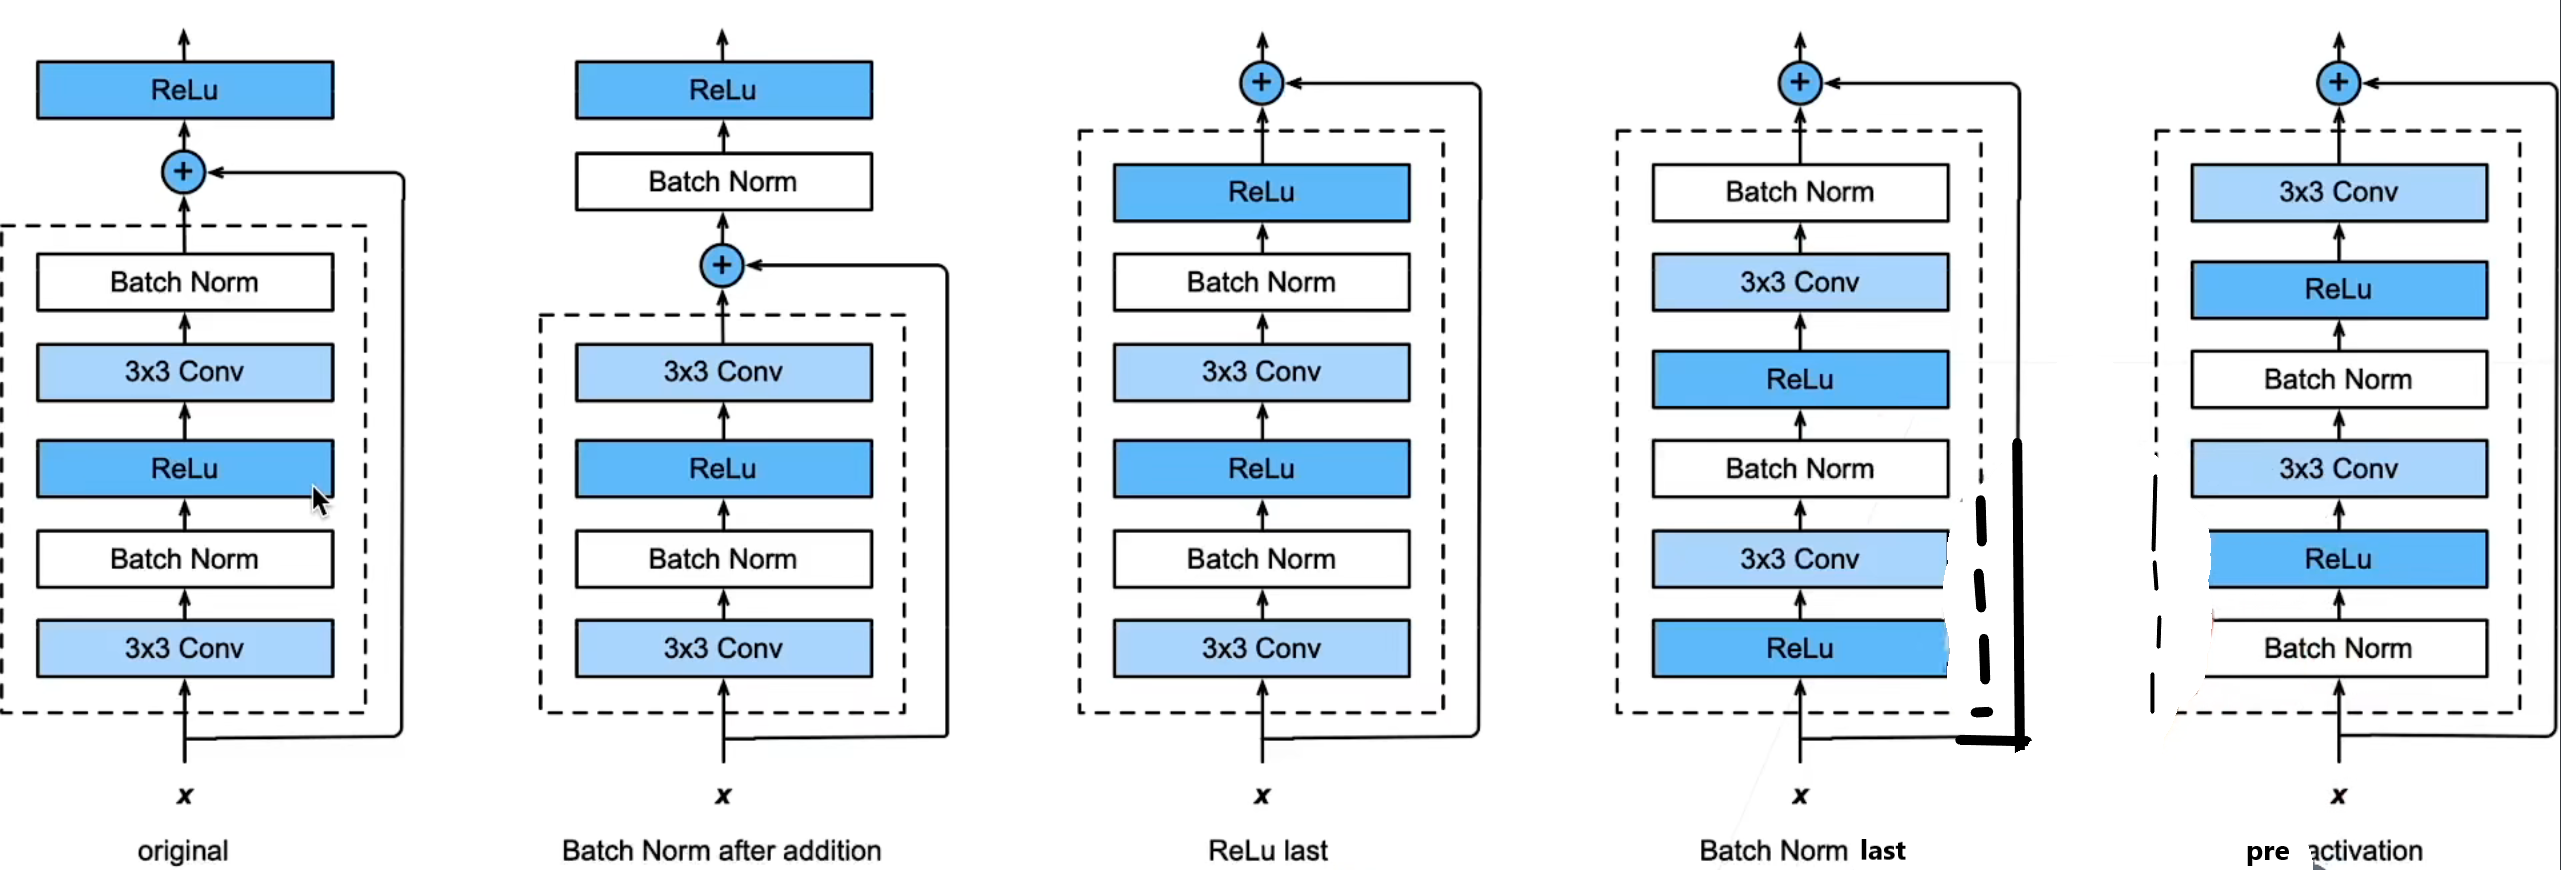 ReLu
+
Batch Norm
3x3 Conv
ReLu
Batch Norm
3x3 Conv
x
original
ReLu
Batch Norm
+
3x3 Conv
ReLu
Batch Norm
3x3 Conv
x
Batch Norm after addition
+
ReLu
Batch Norm
3x3 Conv
ReLu
Batch Norm
3x3 Conv
x
ReLu last
+
Batch Norm
3x3 Conv
ReLu
Batch Norm
3x3 Conv
ReLu
x
Batch Norm last
+
3x3 Conv
ReLu
Batch Norm
3x3 Conv
ReLu
Batch Norm
x
pre activation